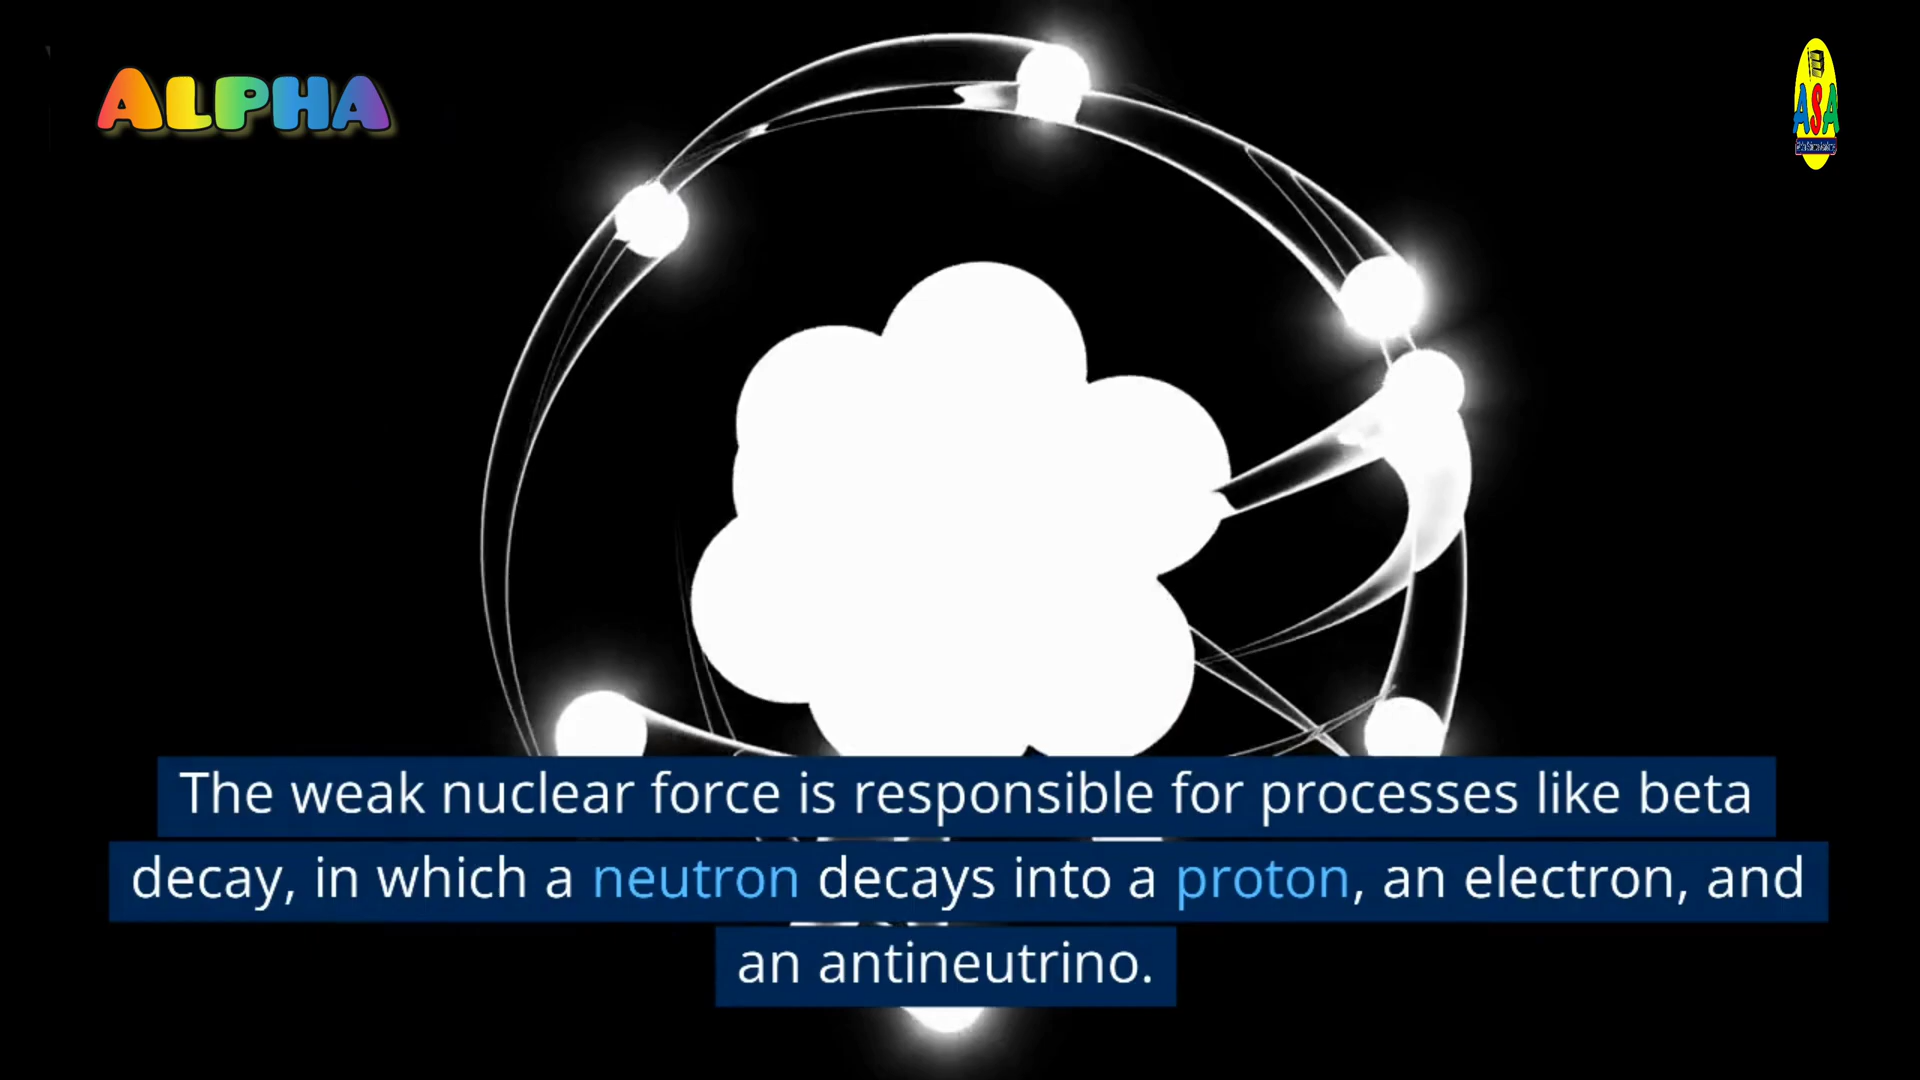 ALPHA
ASA
The weak nuclear force is responsible for processes like beta
decay, in which a neutron decays into a proton, an electron, and
an antineutrino.